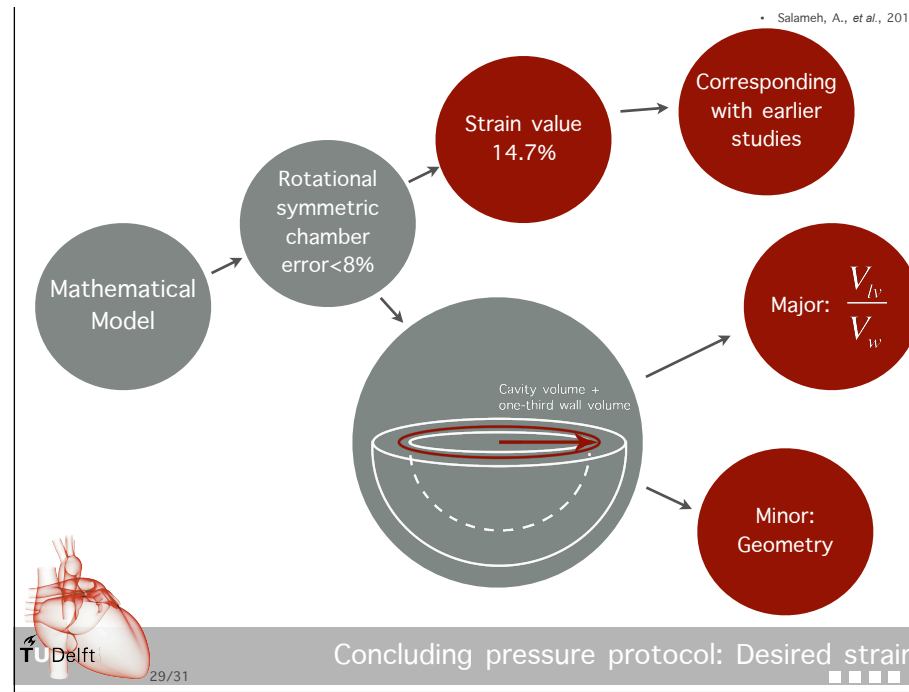 • Salameh, A., et al., 201
Corresponding
with earlier
studies
Strain value
14.7%
Rotational
symmetric
chamber
error<8%
Mathematical
Model
Major: V_lv / V_w
Cavity volume +
one-third wall volume
Minor:
Geometry
TUDelft
29/31
Concluding pressure protocol: Desired strain